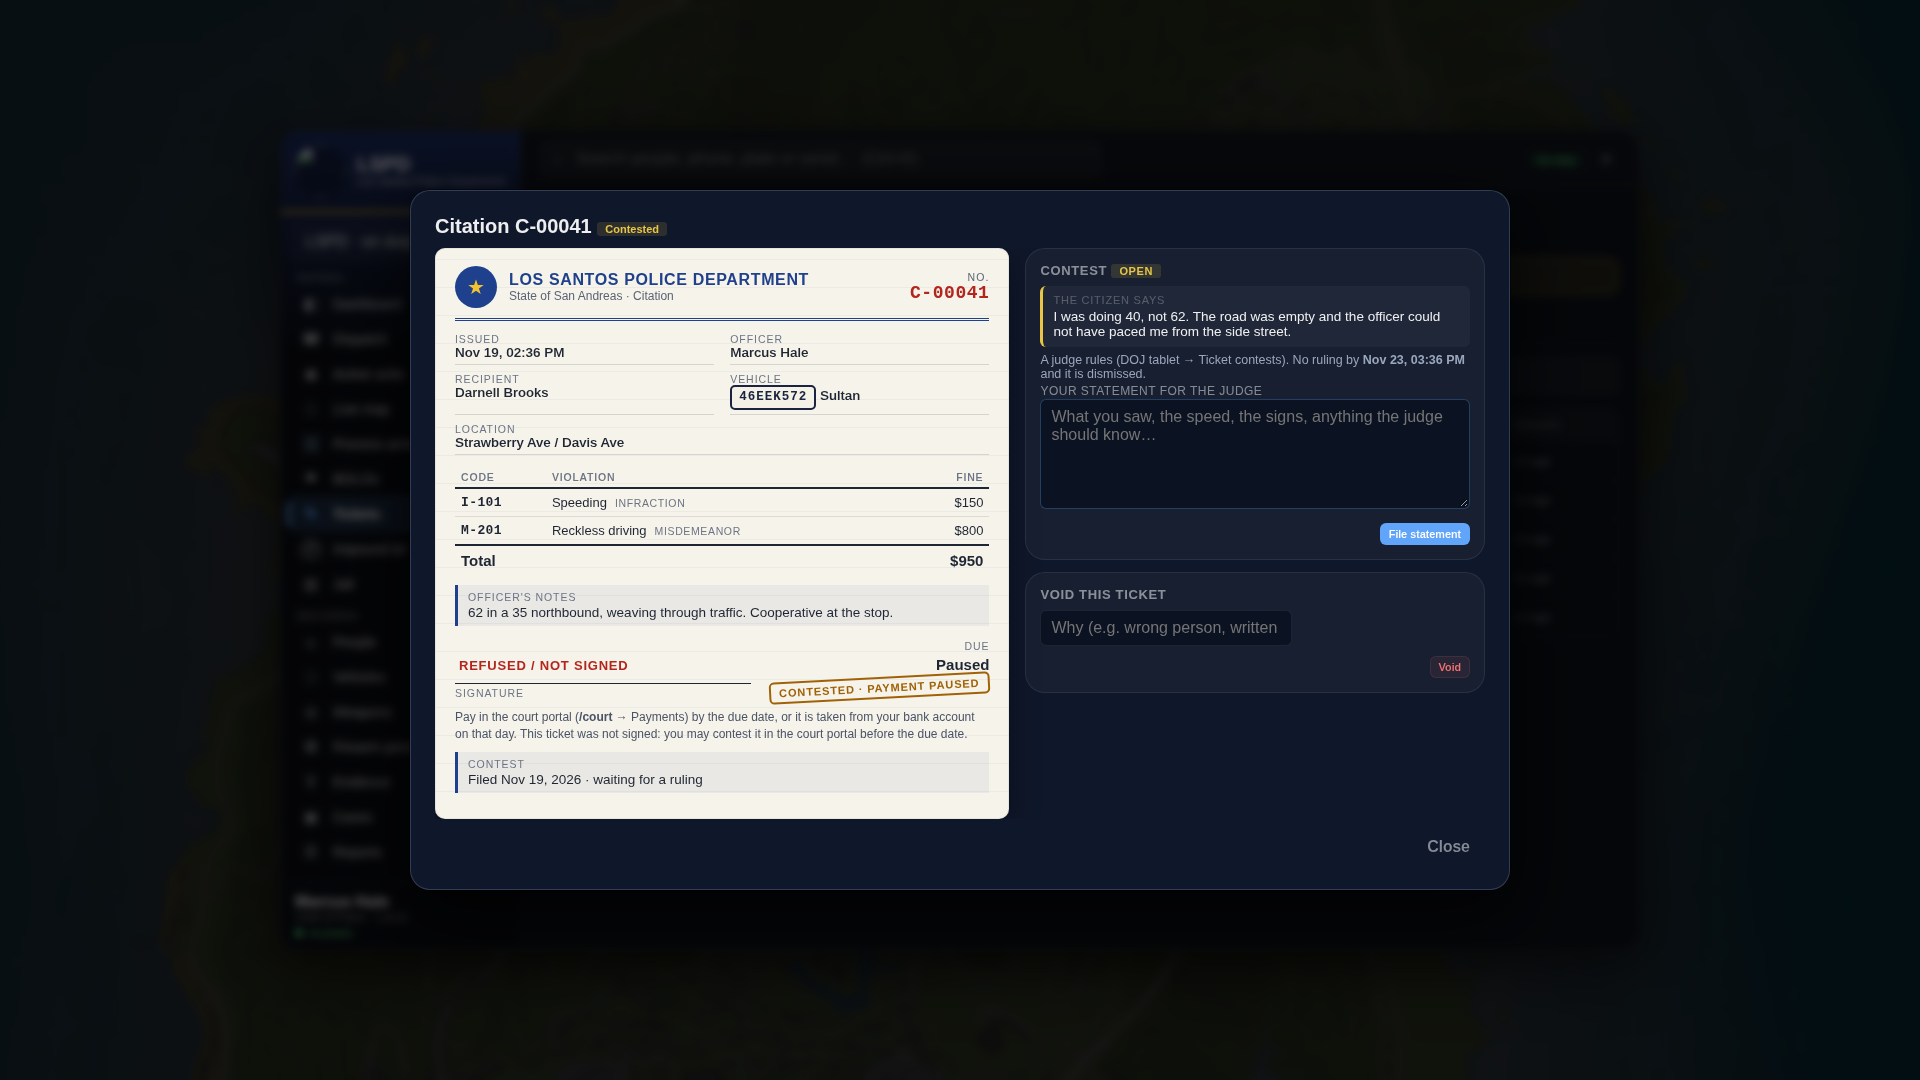 Citation C-00041 Contested
LOS SANTOS POLICE DEPARTMENT
State of San Andreas · Citation
NO.
C-00041
ISSUED
Nov 19, 02:36 PM
OFFICER
Marcus Hale
RECIPIENT
Darnell Brooks
VEHICLE
46EEK572 Sultan
LOCATION
Strawberry Ave / Davis Ave
CODE VIOLATION FINE
I-101 Speeding INFRACTION $150
M-201 Reckless driving MISDEMEANOR $800
Total $950
OFFICER'S NOTES
62 in a 35 northbound, weaving through traffic. Cooperative at the stop.
DUE
Paused
REFUSED / NOT SIGNED
SIGNATURE
CONTESTED · PAYMENT PAUSED
Pay in the court portal (/court → Payments) by the due date, or it is taken from your bank account
on that day. This ticket was not signed: you may contest it in the court portal before the due date.
CONTEST
Filed Nov 19, 2026 · waiting for a ruling
CONTEST OPEN
THE CITIZEN SAYS
I was doing 40, not 62. The road was empty and the officer could
not have paced me from the side street.
A judge rules (DOJ tablet → Ticket contests). No ruling by Nov 23, 03:36 PM
and it is dismissed.
YOUR STATEMENT FOR THE JUDGE
What you saw, the speed, the signs, anything the judge
should know…
File statement
VOID THIS TICKET
Why (e.g. wrong person, written
Void
Close
LSPD
Marcus Hale